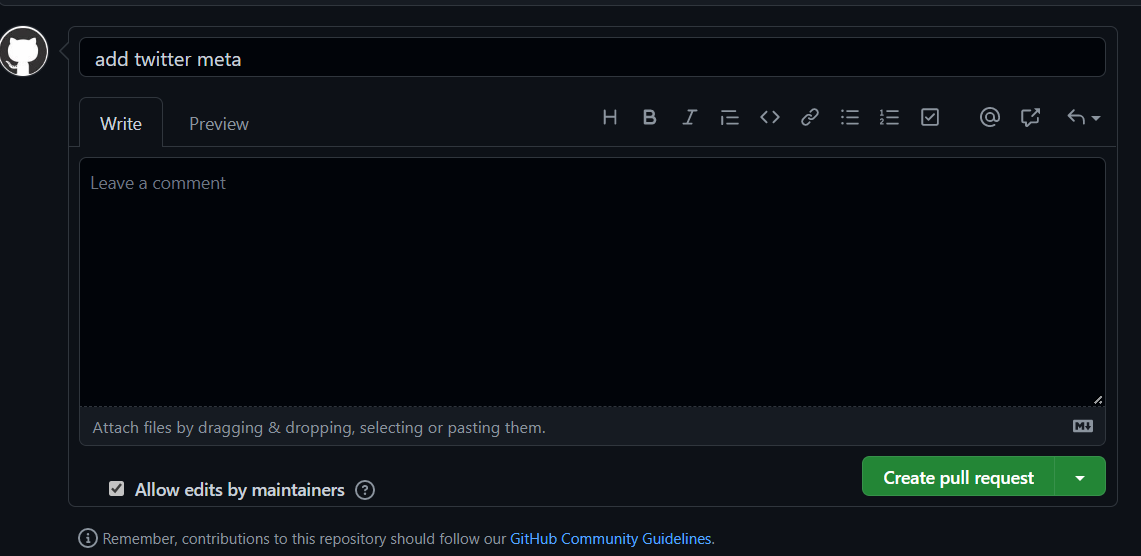 add twitter meta
Write Preview
Leave a comment
Attach files by dragging & dropping, selecting or pasting them.
Allow edits by maintainers
Create pull request
Remember, contributions to this repository should follow our GitHub Community Guidelines.